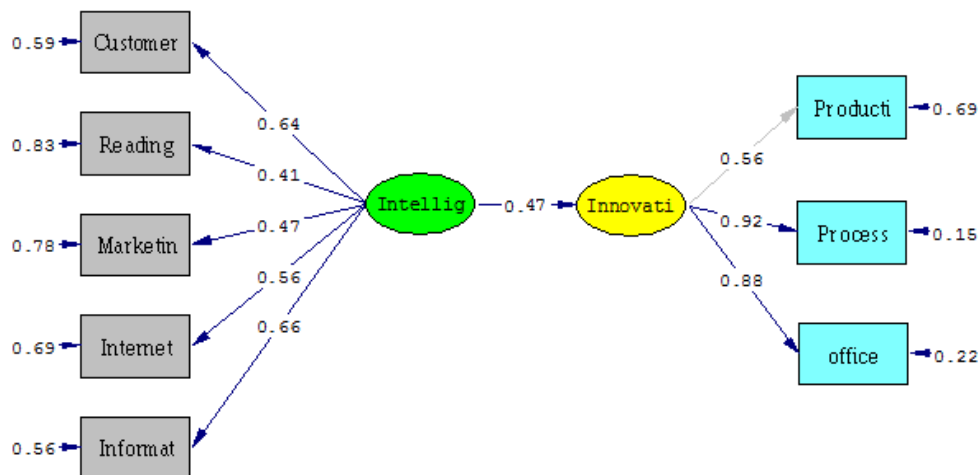 0.59
Customer
0.64
0.83
Reading
0.41
0.78
Marketin
0.47
0.69
Internet
0.56
0.56
Informat
0.66
Intellig
0.47
Innovati
0.56
Producti
0.69
0.92
Process
0.15
0.88
office
0.22